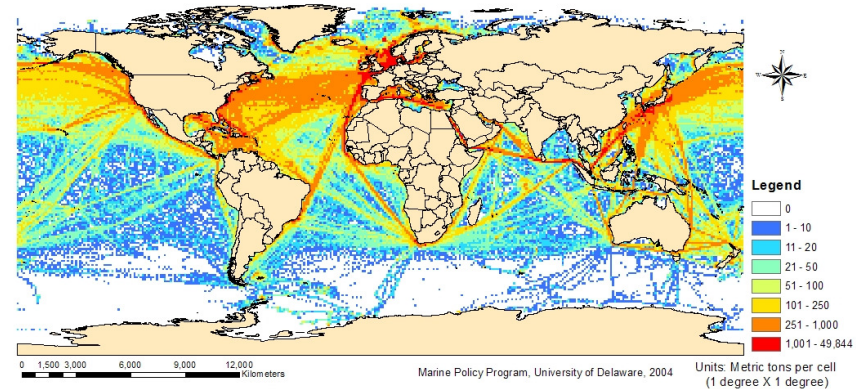 N
W
E
S
Legend
0
1 - 10
11 - 20
21 - 50
51 - 100
101 - 250
251 - 1,000
1,001 - 49,844
0 1,500 3,000 6,000 9,000 12,000
Kilometers
Marine Policy Program, University of Delaware, 2004
Units: Metric tons per cell
(1 degree X 1 degree)